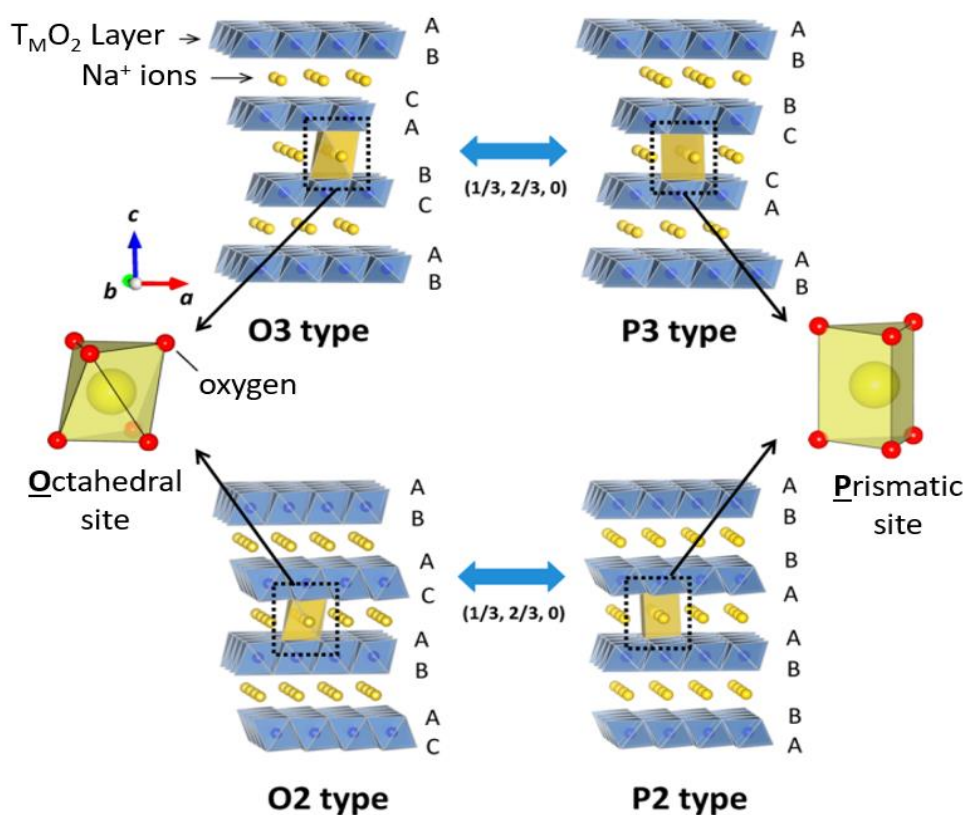 T_MO_2 Layer
Na^+ ions
A
B
C
A
B
C
A
B
A
B
B
C
C
A
A
B
(1/3, 2/3, 0)
c
b
a
O3 type
P3 type
oxygen
Octahedral
site
Prismatic
site
A
B
A
C
A
B
A
C
A
B
B
A
A
B
B
A
(1/3, 2/3, 0)
O2 type
P2 type